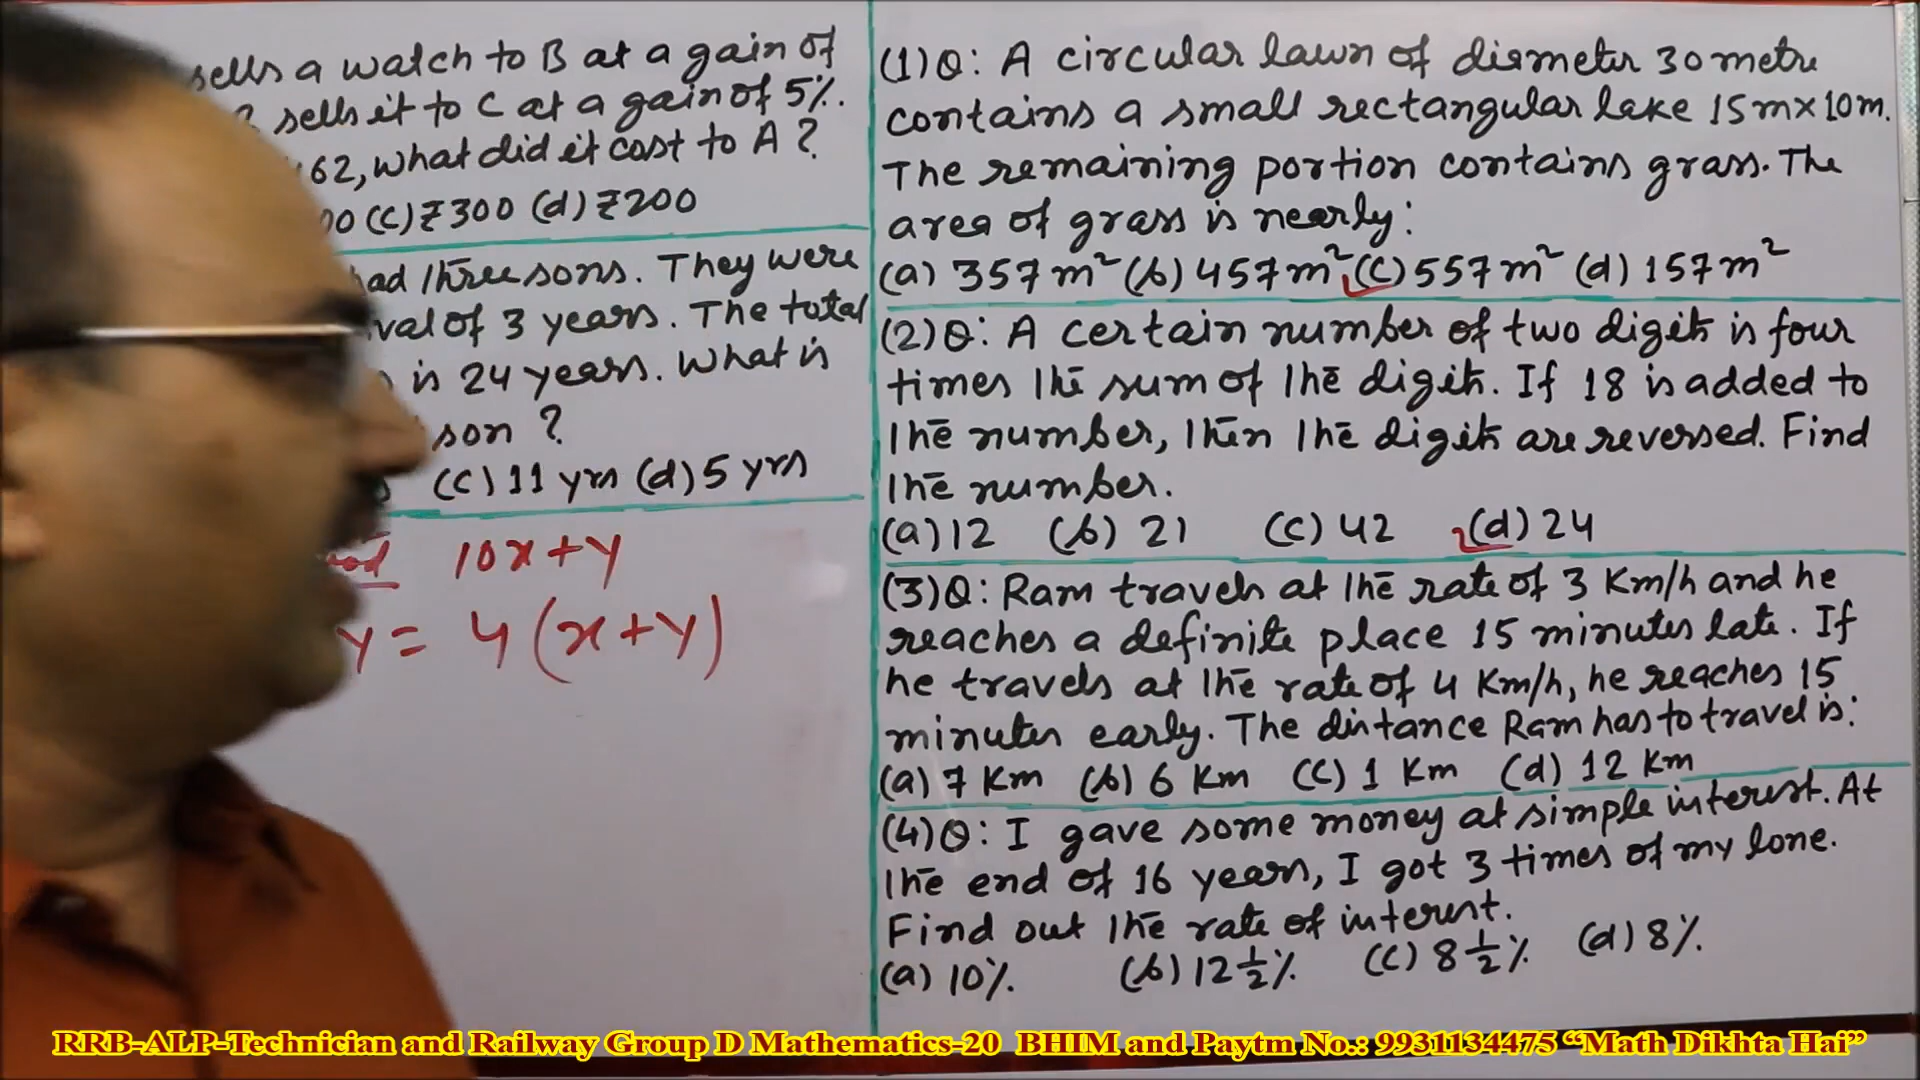 sells a watch to B at a gain of
sells it to C at a gain of 5%.
62, what did it cost to A?
00 (c) ₹300 (d) ₹200
had three sons. They were
val of 3 years. The total
is 24 years. What is
son?
(c) 11 yrs (d) 5 yrs
10x+y
y = 4(x+y)
(1)Q: A circular lawn of diameter 30 metre
contains a small rectangular lake 15m×10m.
The remaining portion contains grass. The
area of grass is nearly:
(a) 357m² (b) 457m² (c) 557m² (d) 157m²
(2)Q: A certain number of two digits is four
times the sum of the digits. If 18 is added to
the number, then the digits are reversed. Find
the number.
(a) 12 (b) 21 (c) 42 (d) 24
(3)Q: Ram travels at the rate of 3 Km/h and he
reaches a definite place 15 minutes late. If
he travels at the rate of 4 Km/h, he reaches 15
minutes early. The distance Ram has to travel is:
(a) 7 Km (b) 6 Km (c) 1 Km (d) 12 Km
(4)Q: I gave some money at simple interest. At
the end of 16 years, I got 3 times of my lone.
Find out the rate of interest.
(a) 10% (b) 12 1/2% (c) 8 1/2% (d) 8%
RRB-ALP-Technician and Railway Group D Mathematics-20 BHIM and Paytm No.: 9931134475 “Math Dikhta Hai”